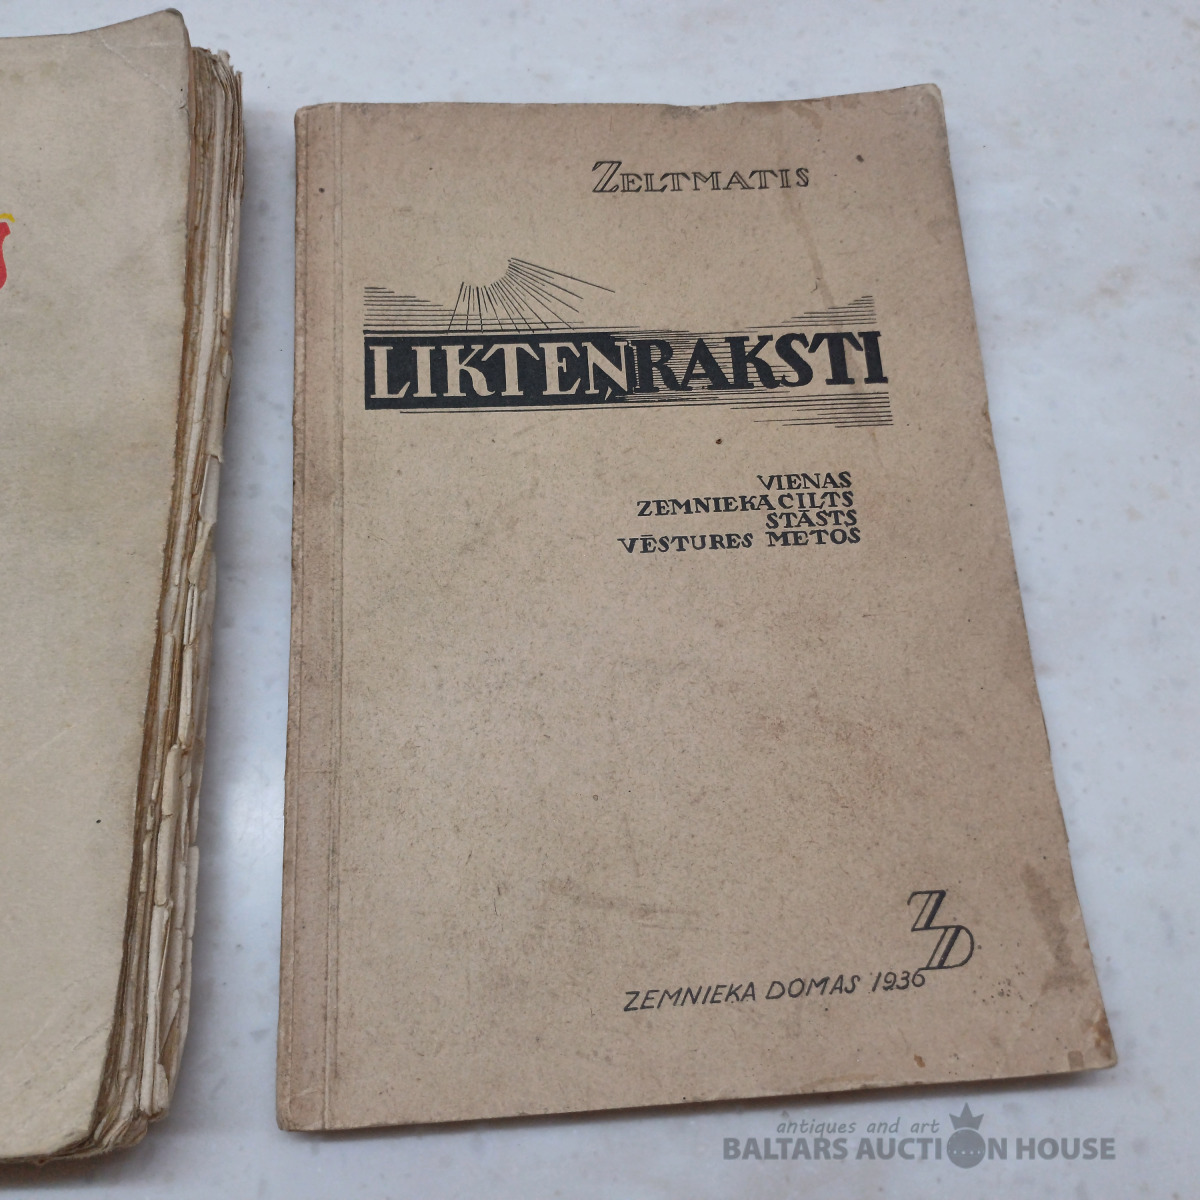 ZELTMATIS
LIKTEŅRAKSTI
VIENAS
ZEMNIEKA CILTS
STĀSTS
VĒSTURES METOS
ZD
ZEMNIEKA DOMAS 1936
antiques and art
BALTARS AUCTION HOUSE